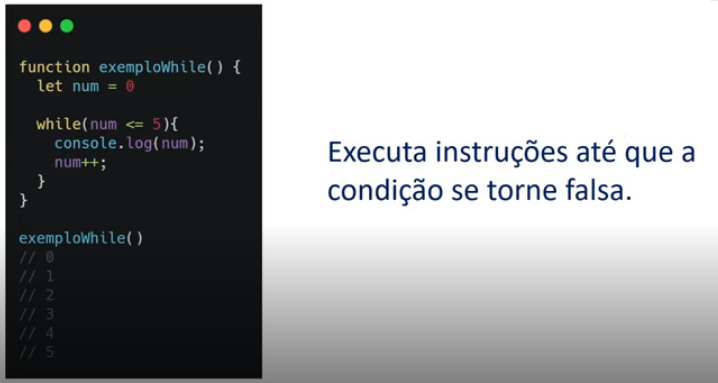 function exemploWhile() {
let num = 0
while(num <= 5){
console.log(num);
num++;
}
}
exemploWhile()
// 0
// 1
// 2
// 3
// 4
// 5
Executa instruções até que a
condição se torne falsa.